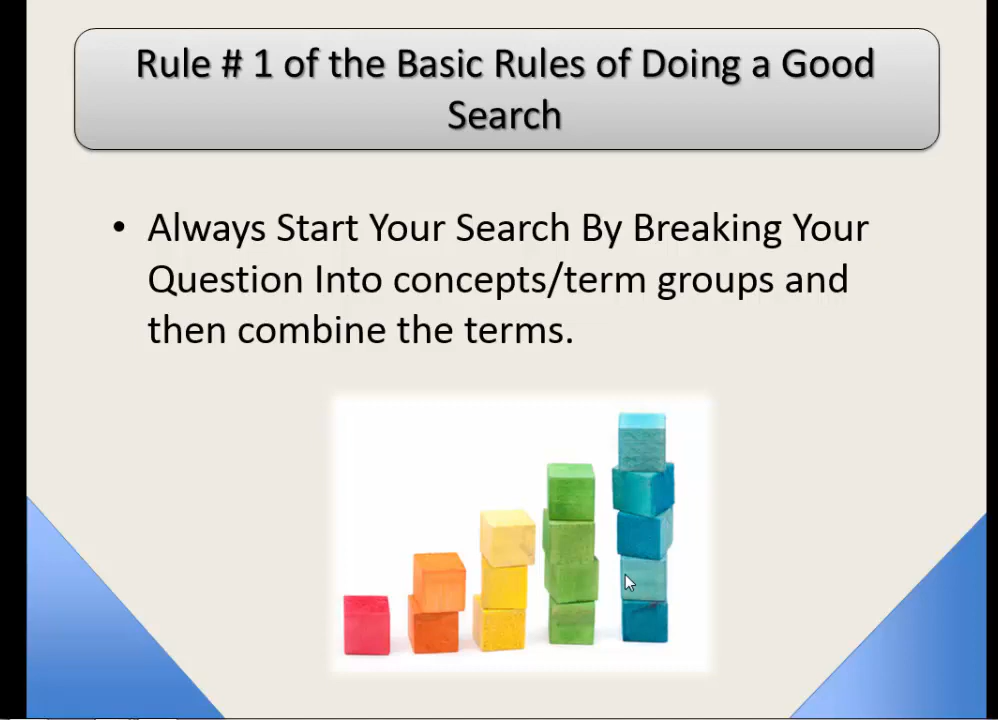 Rule # 1 of the Basic Rules of Doing a Good
Search
• Always Start Your Search By Breaking Your
Question Into concepts/term groups and
then combine the terms.